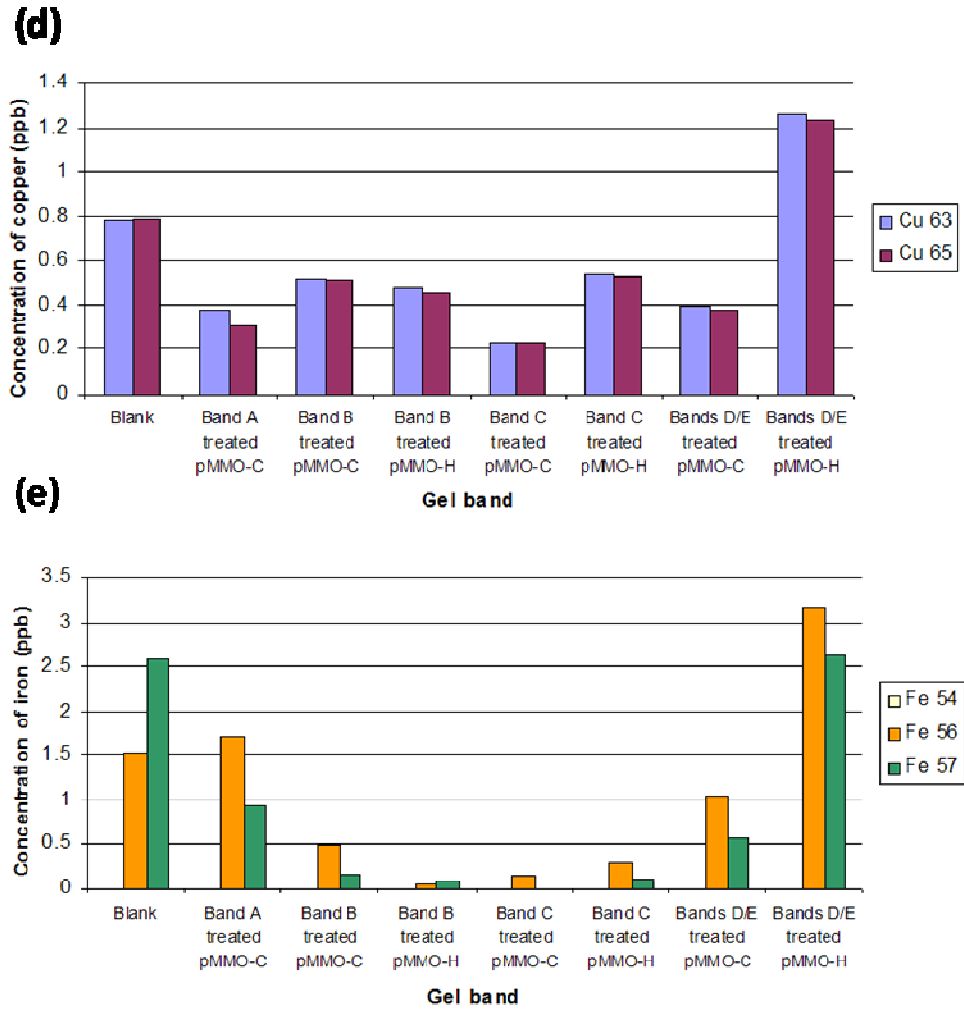 (d)
Concentration of copper (ppb)
1.4
1.2
1
0.8
0.6
0.4
0.2
0
Blank
Band A treated pMMO-C
Band B treated pMMO-C
Band B treated pMMO-H
Band C treated pMMO-C
Band C treated pMMO-H
Bands D/E treated pMMO-C
Bands D/E treated pMMO-H
Gel band
Cu 63
Cu 65
(e)
Concentration of iron (ppb)
3.5
3
2.5
2
1.5
1
0.5
0
Blank
Band A treated pMMO-C
Band B treated pMMO-C
Band B treated pMMO-H
Band C treated pMMO-C
Band C treated pMMO-H
Bands D/E treated pMMO-C
Bands D/E treated pMMO-H
Gel band
Fe 54
Fe 56
Fe 57